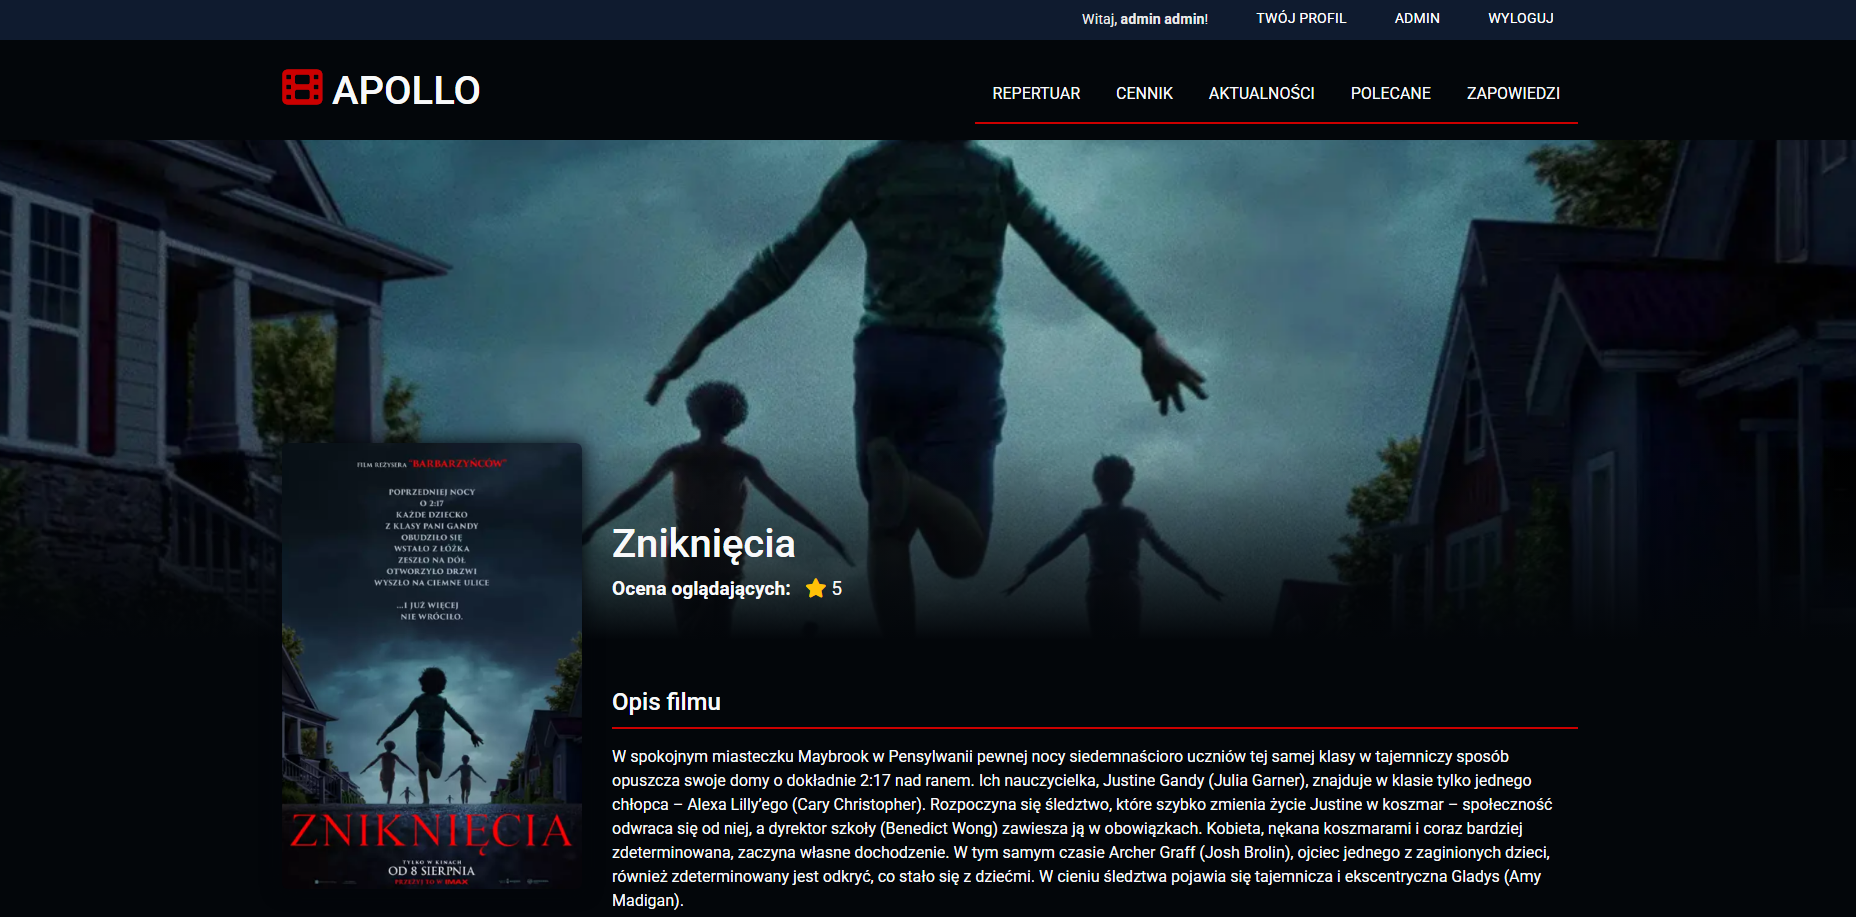 Witaj, admin admin!
TWÓJ PROFIL
ADMIN
WYLOGUJ
APOLLO
REPERTUAR
CENNIK
AKTUALNOŚCI
POLECANE
ZAPOWIEDZI
FILM REŻYSERA "BARBARZYŃCÓW"
POPRZEDNIEJ NOCY
O 2:17
KAŻDE DZIECKO
Z KLASY PANI GANDY
OBUDZIŁO SIĘ
WSTAŁO Z ŁÓŻKA
ZESZŁO NA DÓŁ
OTWORZYŁO DRZWI
WYSZŁO NA CIEMNE ULICE
...I JUŻ WIĘCEJ
NIE WRÓCIŁO.
ZNIKNIĘCIA
TYLKO W KINACH
OD 8 SIERPNIA
PRZEŻYJ TO W IMAX
Zniknięcia
Ocena oglądających: 5
Opis filmu
W spokojnym miasteczku Maybrook w Pensylwanii pewnej nocy siedemnaścioro uczniów tej samej klasy w tajemniczy sposób
opuszcza swoje domy o dokładnie 2:17 nad ranem. Ich nauczycielka, Justine Gandy (Julia Garner), znajduje w klasie tylko jednego
chłopca – Alexa Lilly’ego (Cary Christopher). Rozpoczyna się śledztwo, które szybko zmienia życie Justine w koszmar – społeczność
odwraca się od niej, a dyrektor szkoły (Benedict Wong) zawiesza ją w obowiązkach. Kobieta, nękana koszmarami i coraz bardziej
zdeterminowana, zaczyna własne dochodzenie. W tym samym czasie Archer Graff (Josh Brolin), ojciec jednego z zaginionych dzieci,
również zdeterminowany jest odkryć, co stało się z dziećmi. W cieniu śledztwa pojawia się tajemnicza i ekscentryczna Gladys (Amy
Madigan).